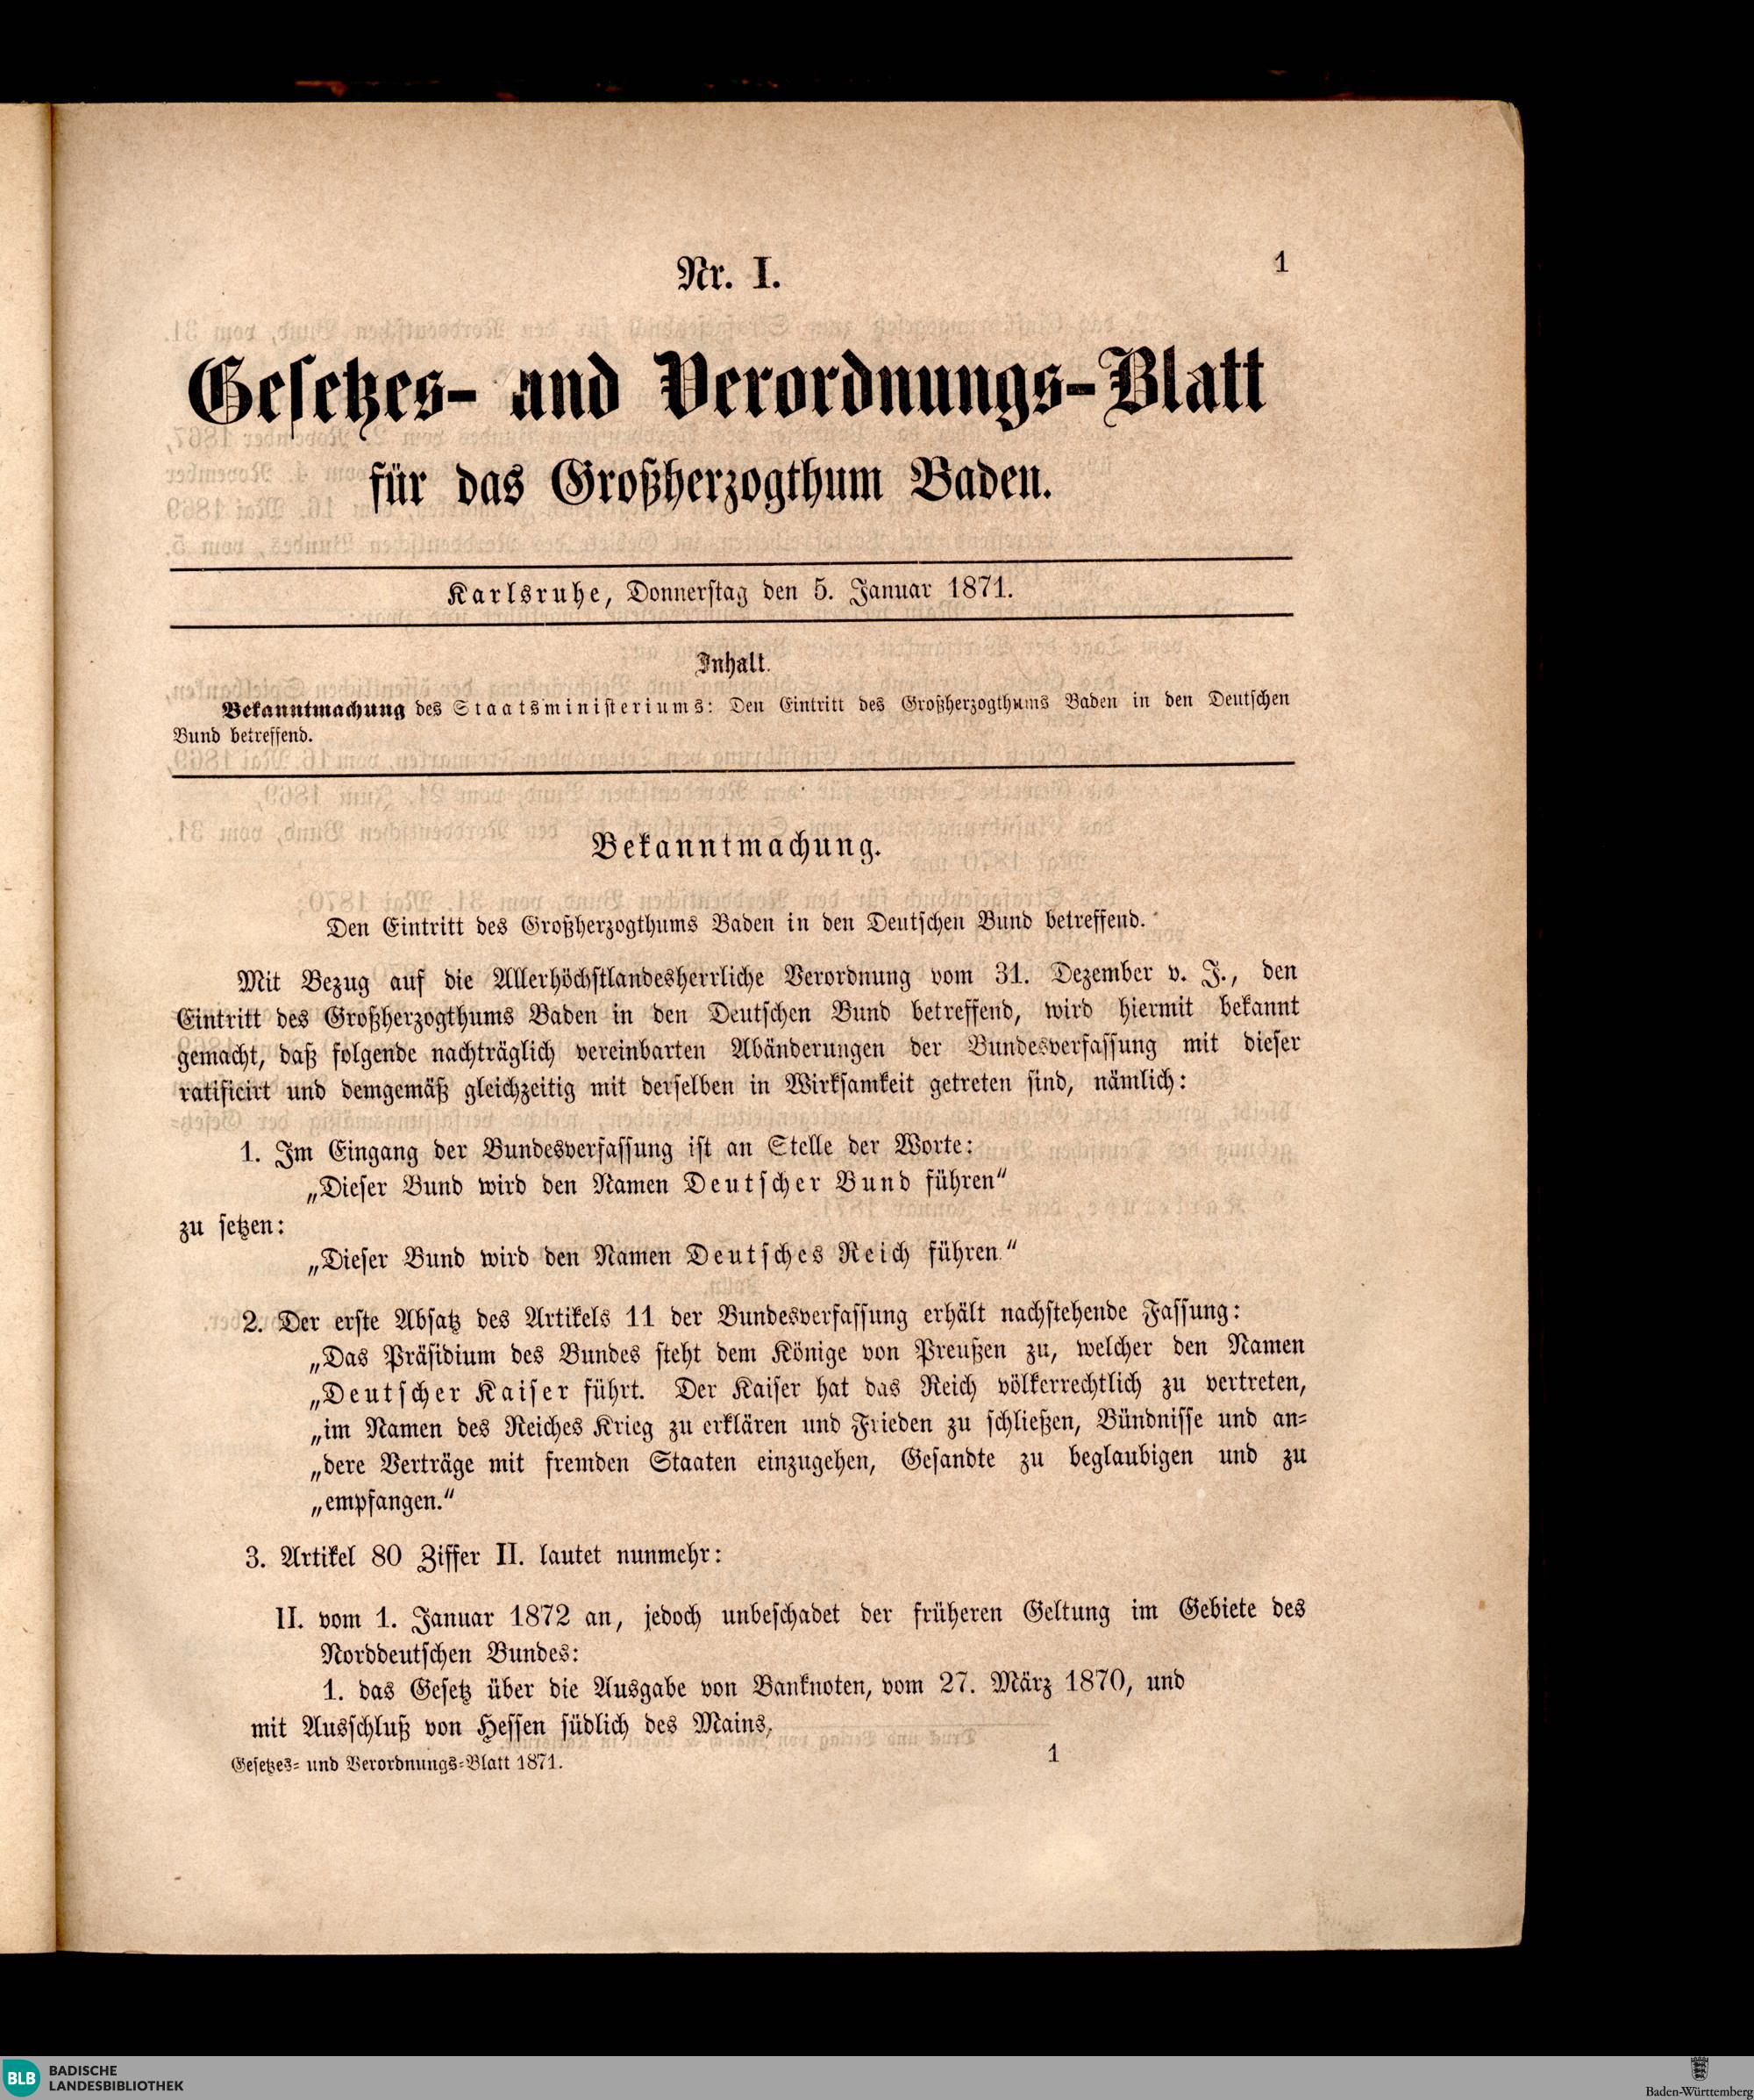 Nr. I.
1
Gesetzes- und Verordnungs-Blatt
für das Großherzogthum Baden.
Karlsruhe, Donnerstag den 5. Januar 1871.
Inhalt.
Bekanntmachung des Staatsministeriums: Den Eintritt des Großherzogthums Baden in den Deutschen
Bund betreffend.
Bekanntmachung.
Den Eintritt des Großherzogthums Baden in den Deutschen Bund betreffend.
Mit Bezug auf die Allerhöchstlandesherrliche Verordnung vom 31. Dezember v. J., den
Eintritt des Großherzogthums Baden in den Deutschen Bund betreffend, wird hiermit bekannt
gemacht, daß folgende nachträglich vereinbarten Abänderungen der Bundesverfassung mit dieser
ratificirt und demgemäß gleichzeitig mit derselben in Wirksamkeit getreten sind, nämlich:
1. Im Eingang der Bundesverfassung ist an Stelle der Worte:
„Dieser Bund wird den Namen Deutscher Bund führen“
zu setzen:
„Dieser Bund wird den Namen Deutsches Reich führen.“
2. Der erste Absatz des Artikels 11 der Bundesverfassung erhält nachstehende Fassung:
„Das Präsidium des Bundes steht dem Könige von Preußen zu, welcher den Namen
„Deutscher Kaiser führt. Der Kaiser hat das Reich völkerrechtlich zu vertreten,
„im Namen des Reiches Krieg zu erklären und Frieden zu schließen, Bündnisse und an-
„dere Verträge mit fremden Staaten einzugehen, Gesandte zu beglaubigen und zu
„empfangen.“
3. Artikel 80 Ziffer II. lautet nunmehr:
II. vom 1. Januar 1872 an, jedoch unbeschadet der früheren Geltung im Gebiete des
Norddeutschen Bundes:
1. das Gesetz über die Ausgabe von Banknoten, vom 27. März 1870, und
mit Ausschluß von Hessen südlich des Mains,
Gesetzes- und Verordnungs-Blatt 1871.
1
BLB BADISCHE
LANDESBIBLIOTHEK
Baden-Württemberg